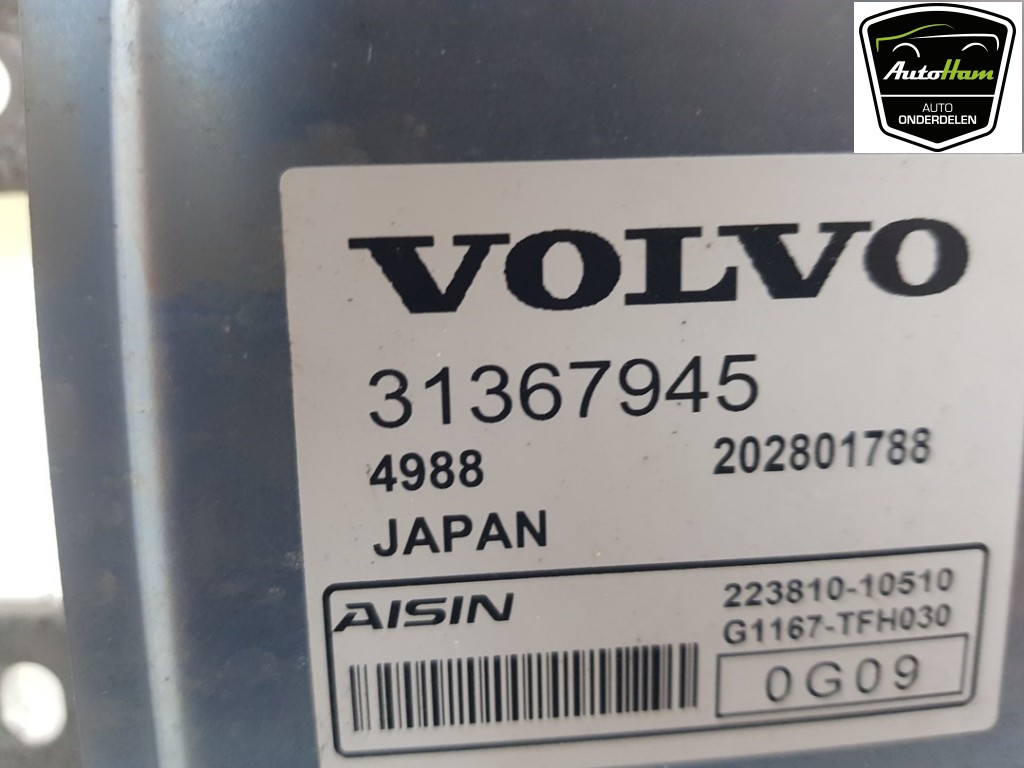 AutoHam
AUTO
ONDERDELEN
VOLVO
31367945
4988 202801788
JAPAN
AISIN
223810-10510
G1167-TFH030
0G09